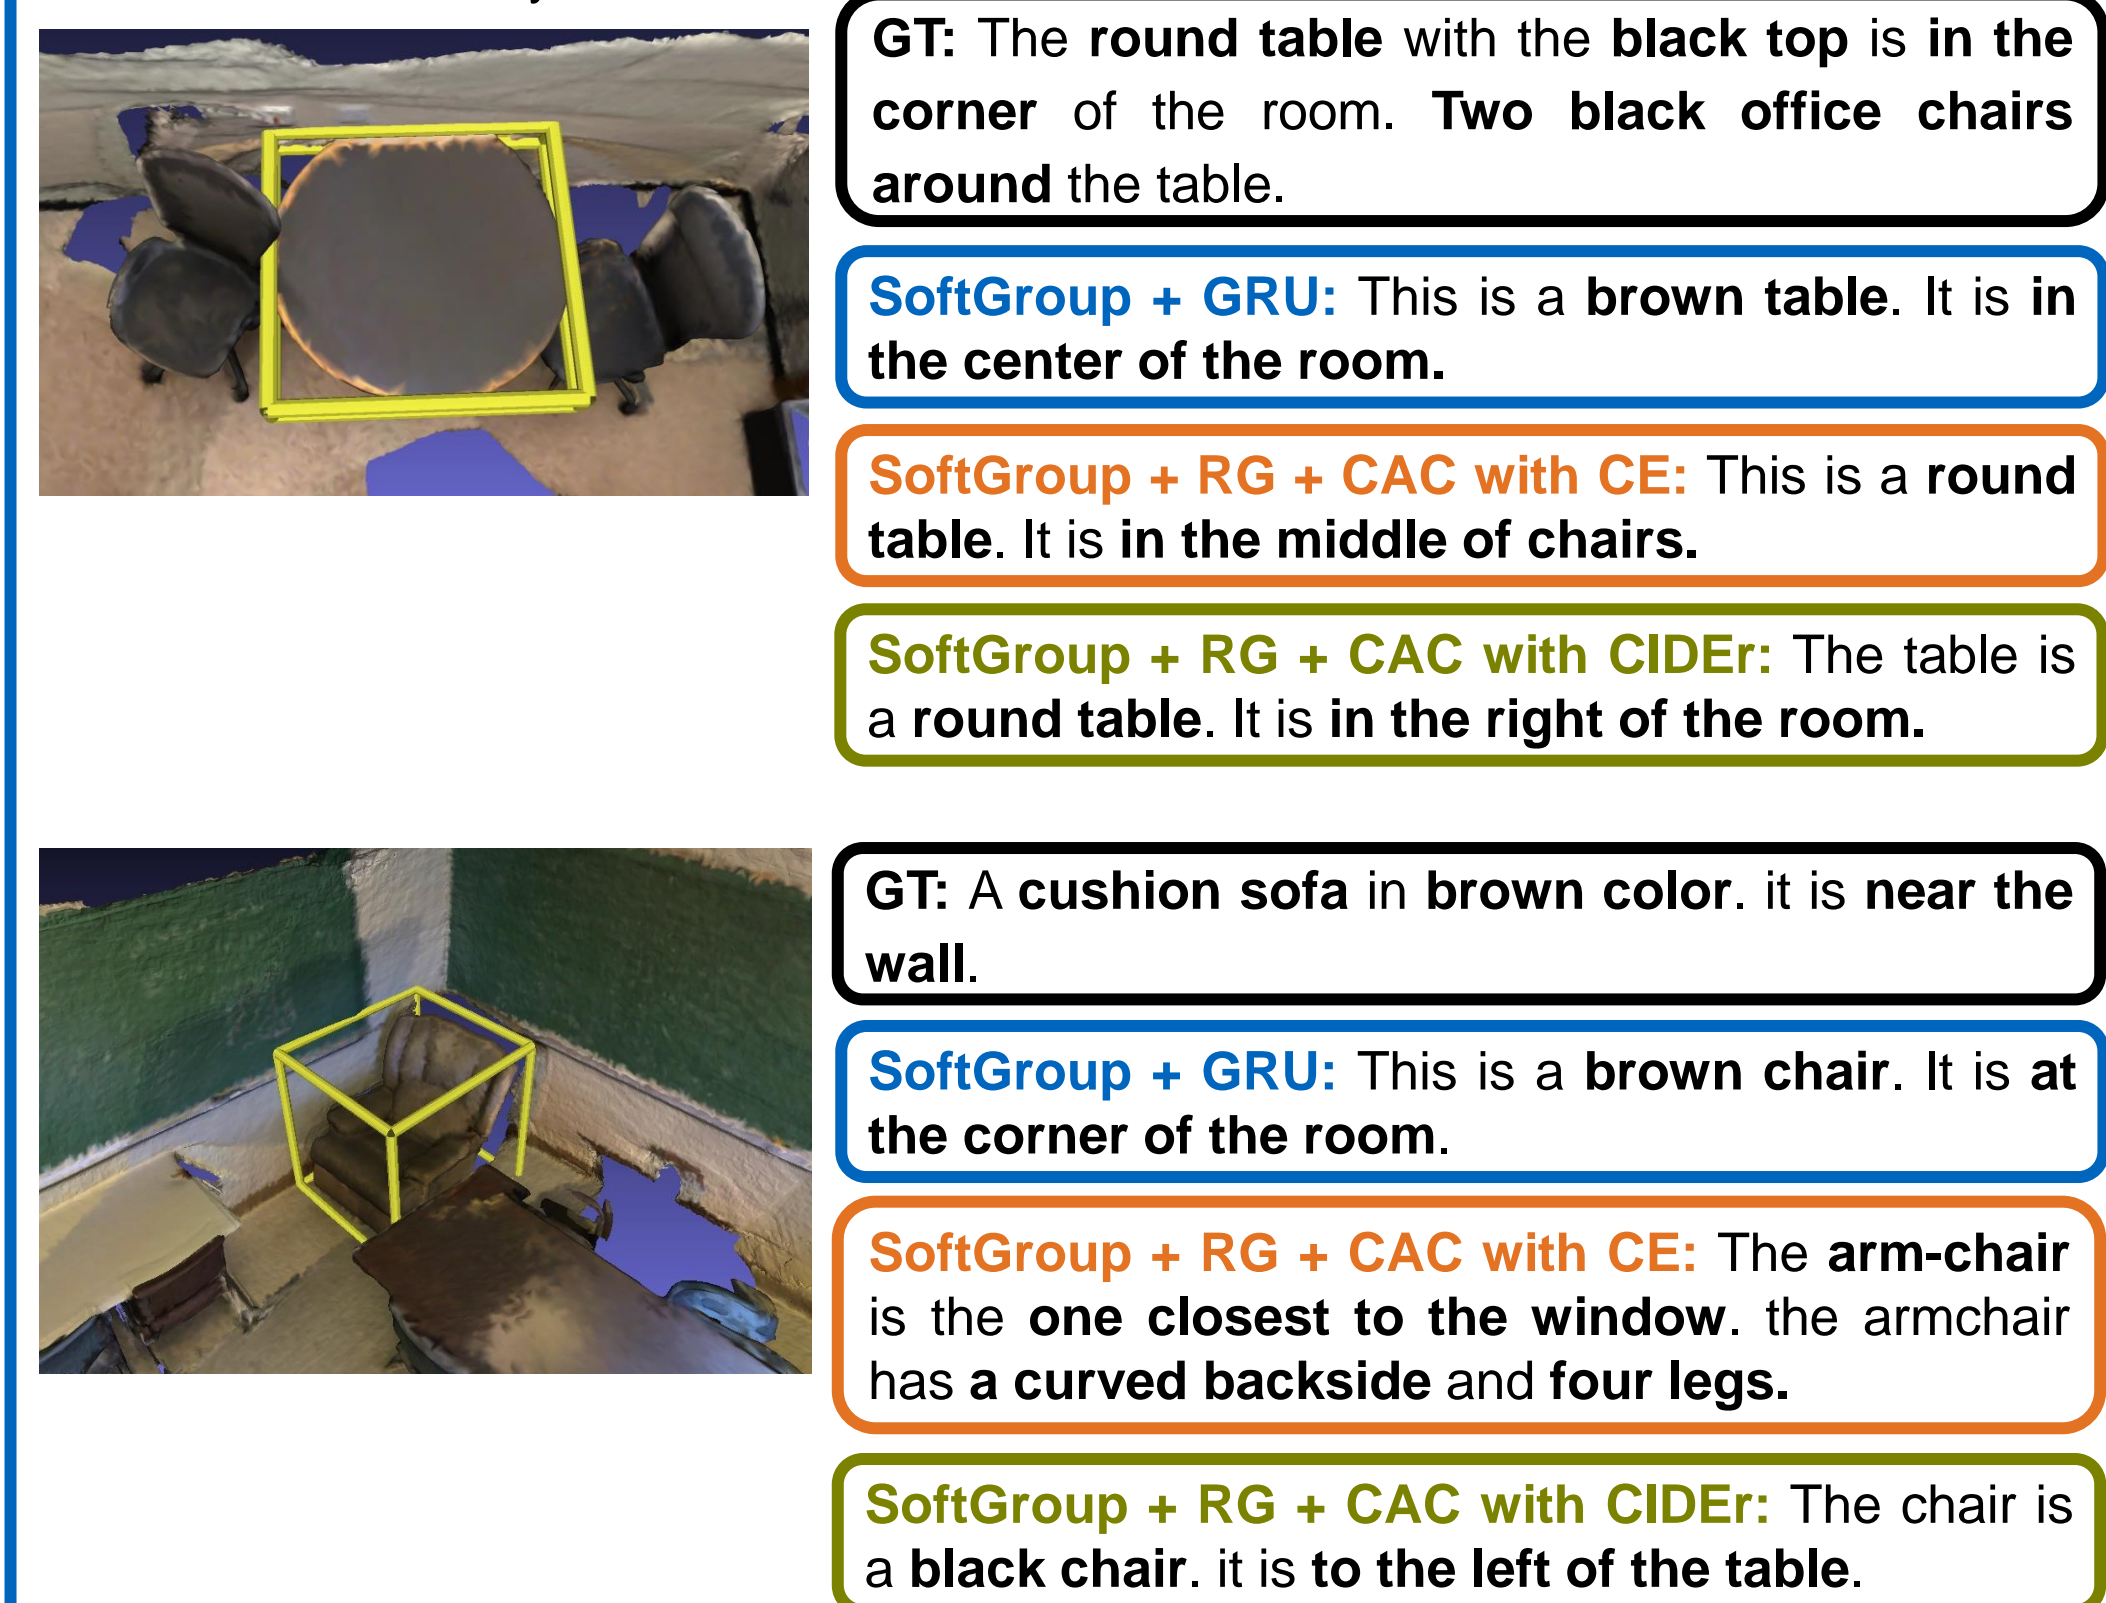 GT: The round table with the black top is in the
corner of the room. Two black office chairs
around the table.
SoftGroup + GRU: This is a brown table. It is in
the center of the room.
SoftGroup + RG + CAC with CE: This is a round
table. It is in the middle of chairs.
SoftGroup + RG + CAC with CIDEr: The table is
a round table. It is in the right of the room.
GT: A cushion sofa in brown color. it is near the
wall.
SoftGroup + GRU: This is a brown chair. It is at
the corner of the room.
SoftGroup + RG + CAC with CE: The arm-chair
is the one closest to the window. the armchair
has a curved backside and four legs.
SoftGroup + RG + CAC with CIDEr: The chair is
a black chair. it is to the left of the table.